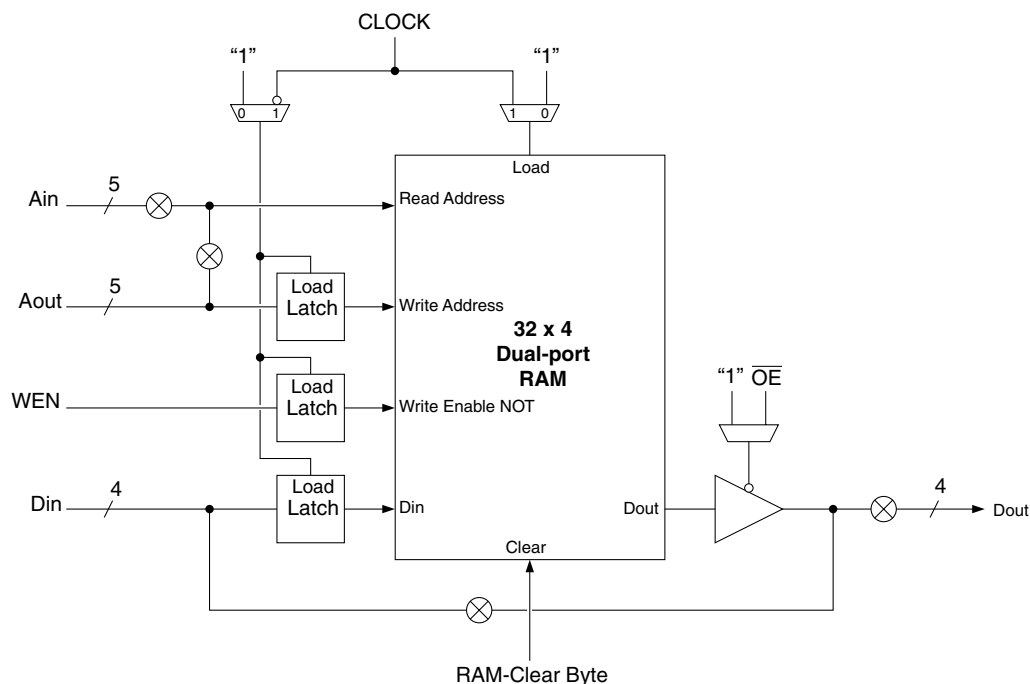 CLOCK
“1” “1”
0 1 1 0
Load
Ain 5 Read Address
Aout 5 Load Latch Write Address
32 x 4
Dual-port
RAM
“1” OE
WEN Load Latch Write Enable NOT
Din 4 Load Latch Din Dout 4 Dout
Clear
RAM-Clear Byte